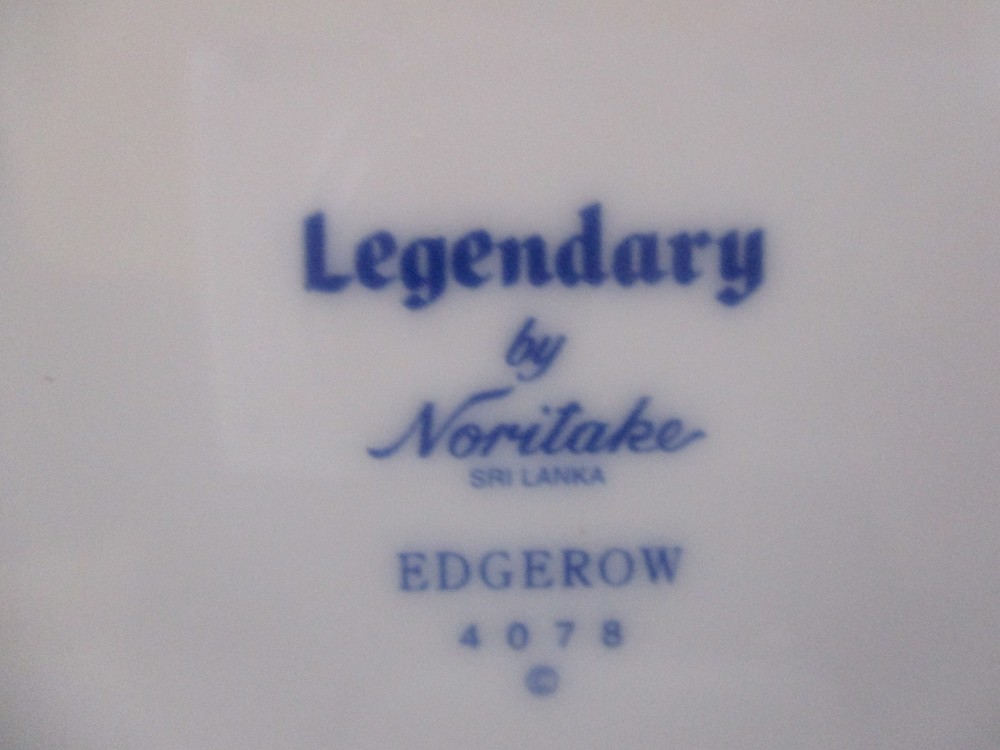 Legendary
by
Noritake
SRI LANKA
EDGEROW
4078
©